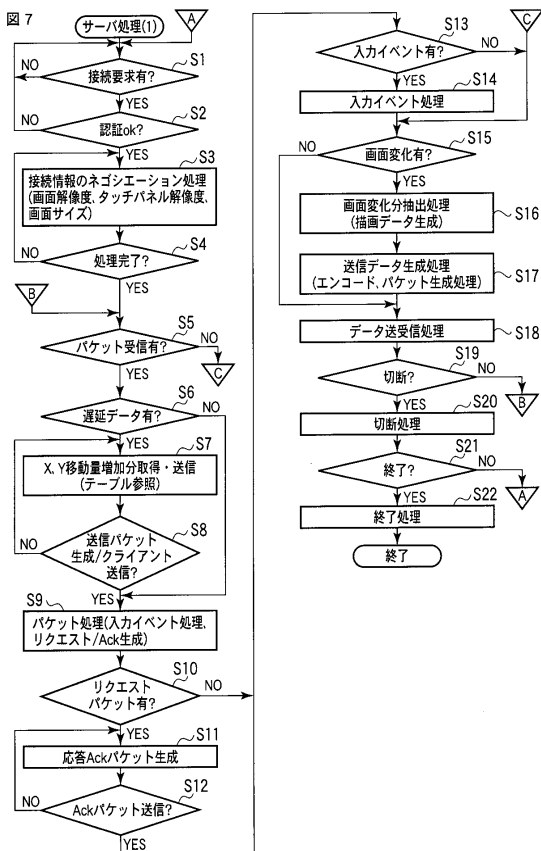 図 7
サーバ処理(1)
A
S1
接続要求有?
NO
YES
S2
認証ok?
NO
YES
S3
接続情報のネゴシエーション処理
(画面解像度、タッチパネル解像度、
画面サイズ)
S4
処理完了?
NO
YES
B
S5
パケット受信有?
NO
C
YES
S6
遅延データ有?
NO
YES
S7
X、Y移動量増加分取得・送信
(テーブル参照)
S8
送信パケット
生成/クライアント
送信?
NO
YES
S9
パケット処理(入力イベント処理、
リクエスト/Ack生成)
S10
リクエスト
パケット有?
NO
YES
S11
応答Ackパケット生成
S12
Ackパケット送信?
NO
YES
C
S13
入力イベント有?
NO
YES
S14
入力イベント処理
S15
画面変化有?
NO
YES
画面変化分抽出処理
(描画データ生成)
S16
送信データ生成処理
(エンコード、パケット生成処理)
S17
データ送受信処理
S18
S19
切断?
NO
B
YES
S20
切断処理
S21
終了?
NO
A
YES
S22
終了処理
終了